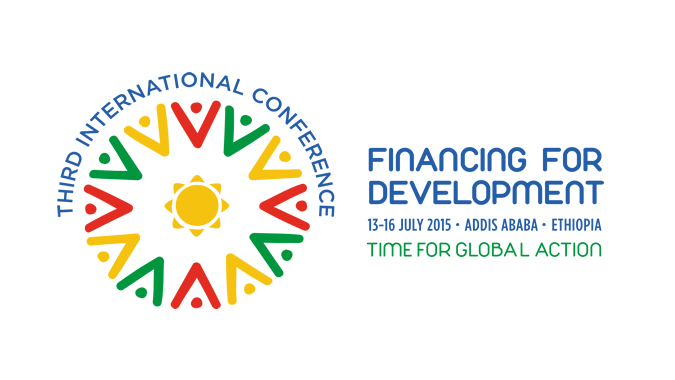 THIRD INTERNATIONAL CONFERENCE
FINANCING FOR
DEVELOPMENT
13-16 JULY 2015 • ADDIS ABABA • ETHIOPIA
TIME FOR GLOBAL ACTION